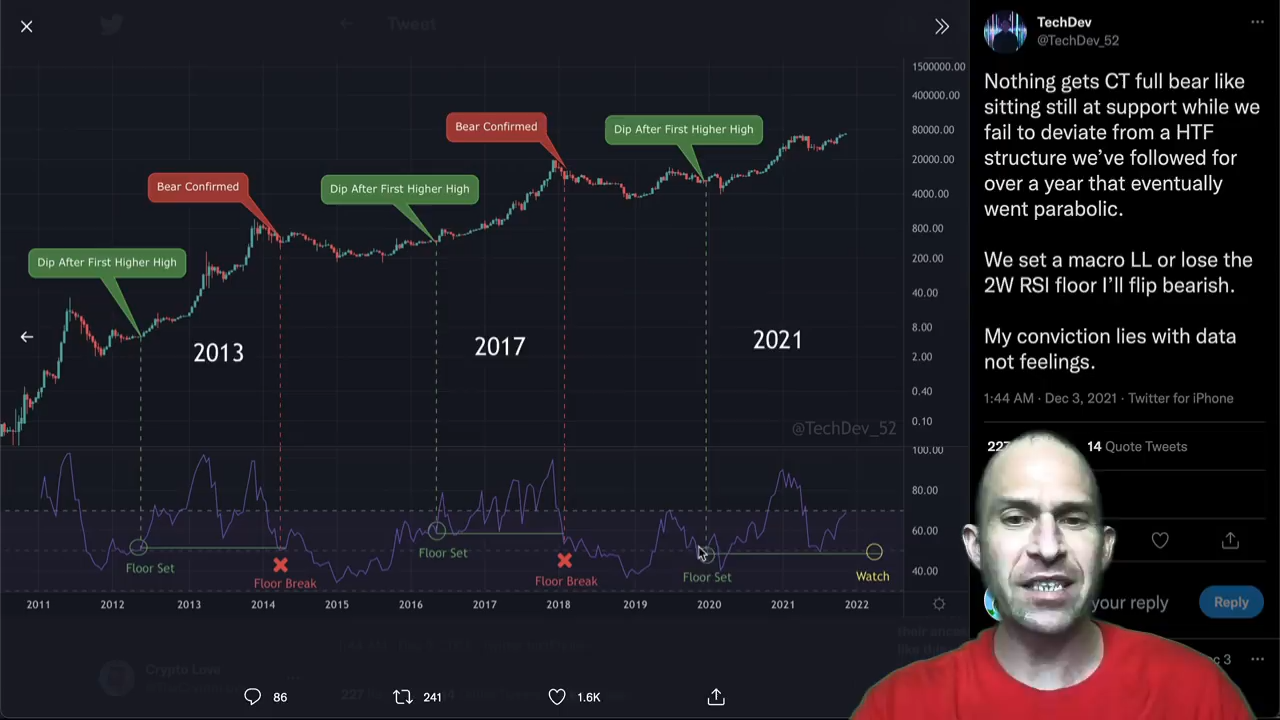 Tweet
TechDev
@TechDev_52
Nothing gets CT full bear like
sitting still at support while we
fail to deviate from a HTF
structure we've followed for
over a year that eventually
went parabolic.
We set a macro LL or lose the
2W RSI floor I'll flip bearish.
My conviction lies with data
not feelings.
1:44 AM · Dec 3, 2021 · Twitter for iPhone
14 Quote Tweets
your reply
Reply
c 3
1500000.00
400000.00
80000.00
20000.00
4000.00
800.00
200.00
40.00
8.00
2.00
0.40
0.10
100.00
80.00
60.00
40.00
Bear Confirmed
Dip After First Higher High
Bear Confirmed
Dip After First Higher High
Dip After First Higher High
2013
2017
2021
@TechDev_52
Floor Set
Floor Break
Floor Set
Floor Break
Floor Set
Watch
2011 2012 2013 2014 2015 2016 2017 2018 2019 2020 2021 2022
Crypto Love
86 241 1.6K